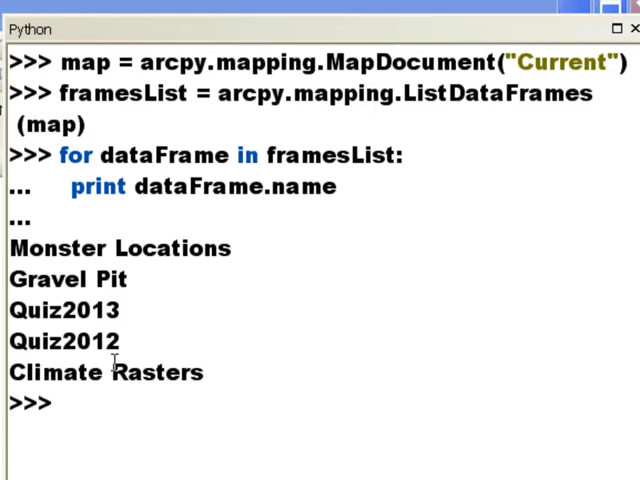 Python
>>> map = arcpy.mapping.MapDocument("Current")
>>> framesList = arcpy.mapping.ListDataFrames
(map)
>>> for dataFrame in framesList:
...    print dataFrame.name
...
Monster Locations
Gravel Pit
Quiz2013
Quiz2012
Climate Rasters
>>>